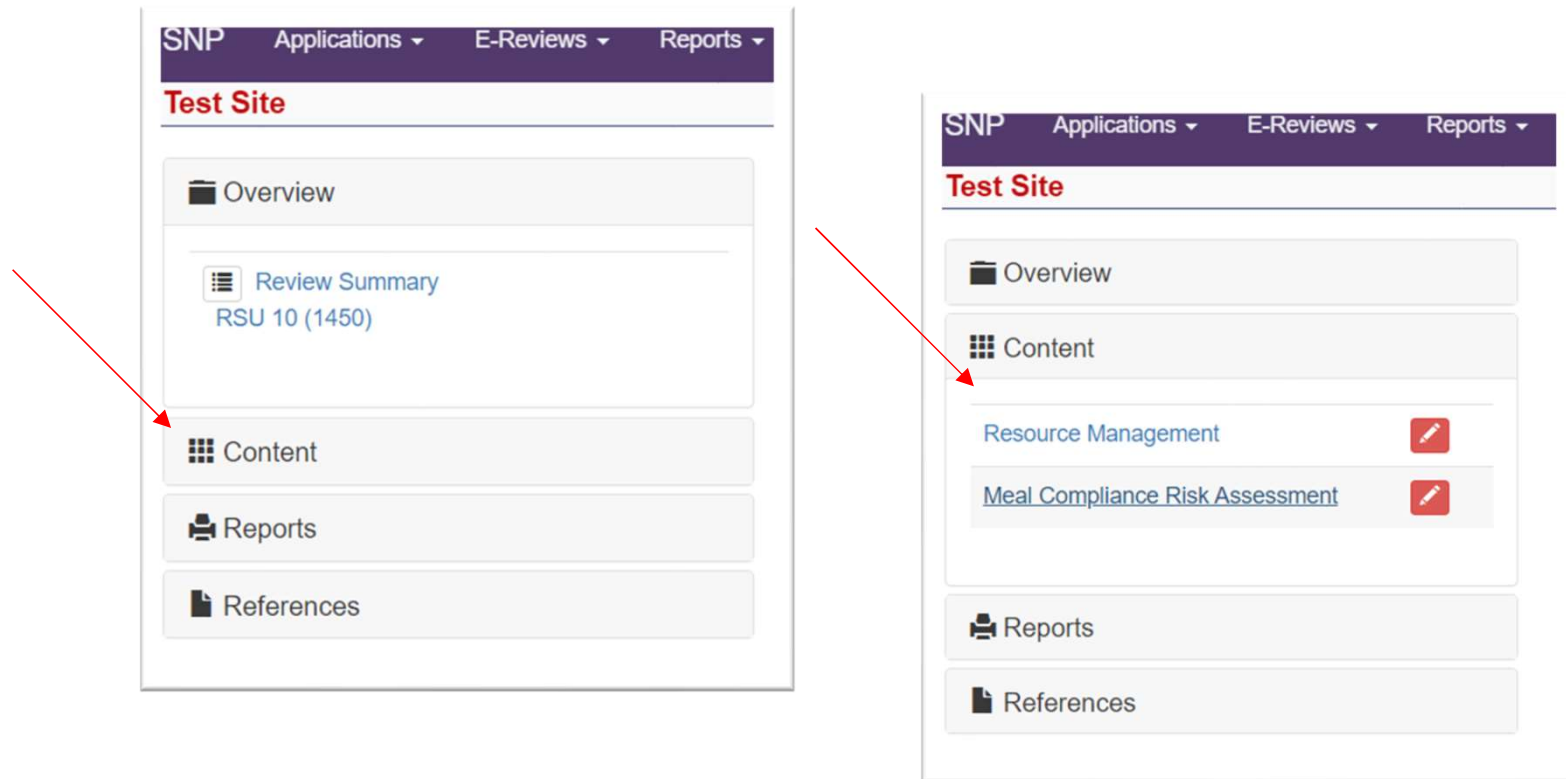 SNP Applications E-Reviews Reports
Test Site
Overview
Review Summary
RSU 10 (1450)
Content
Reports
References
SNP Applications E-Reviews Reports
Test Site
Overview
Content
Resource Management
Meal Compliance Risk Assessment
Reports
References